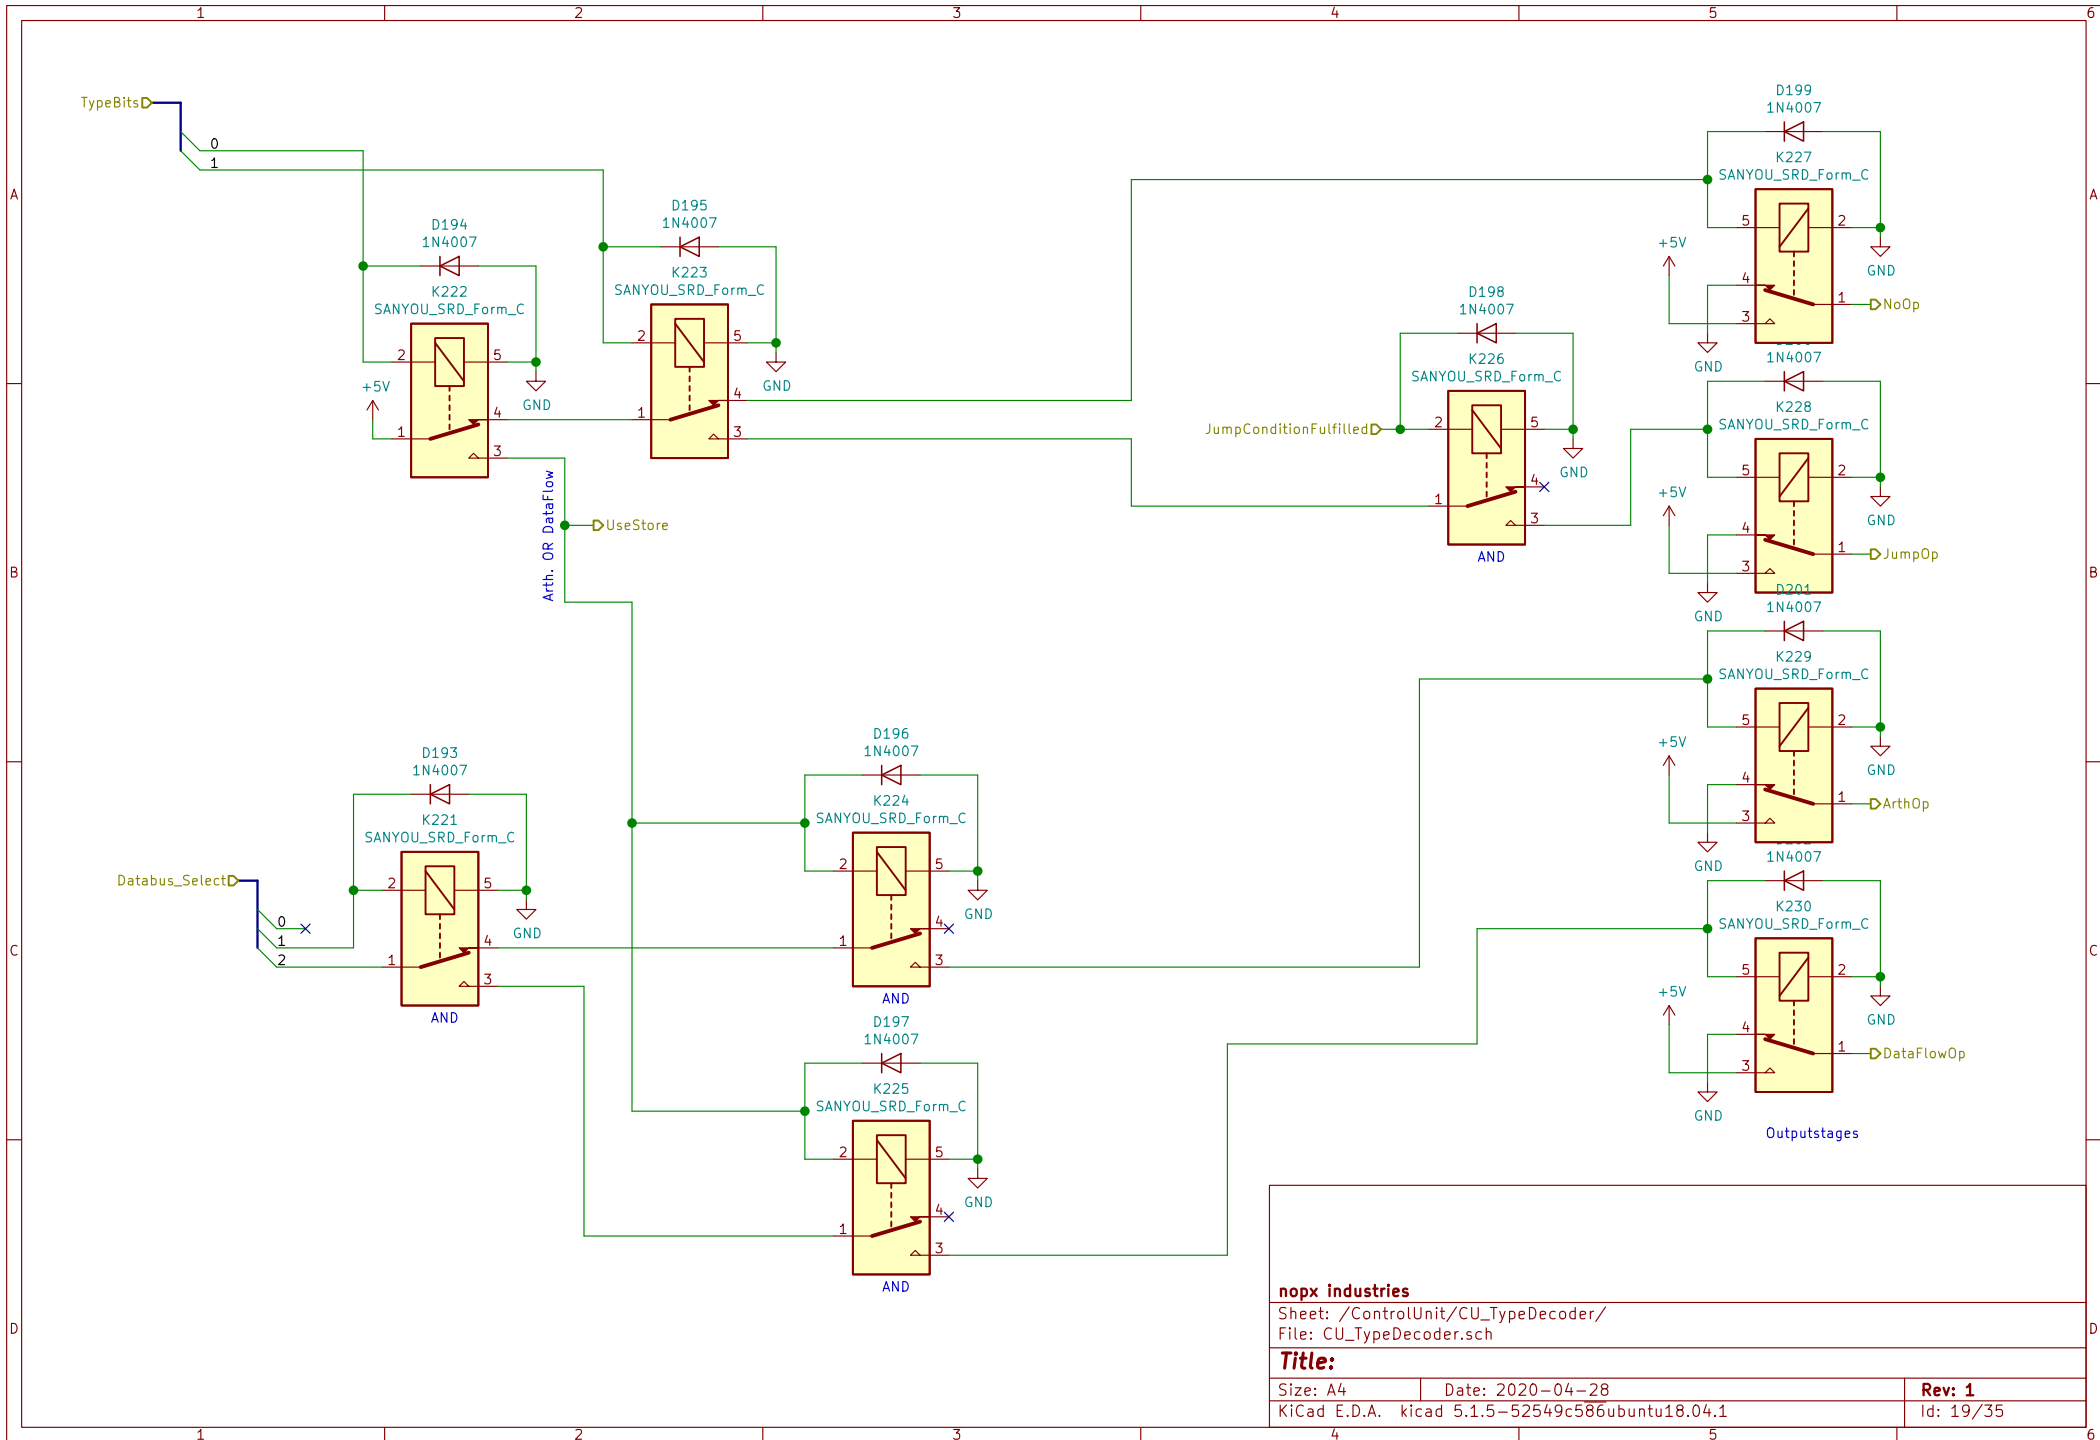 1 2 3 4 5 6
A
B
C
D
A
B
C
D
1 2 3 4 5 6
TypeBits
0
1
D194
1N4007
K222
SANYOU_SRD_Form_C
2
5
+5V
1
4
3
GND
D195
1N4007
K223
SANYOU_SRD_Form_C
2
5
1
4
3
GND
Arth. OR DataFlow
UseStore
JumpConditionFulfilled
D198
1N4007
K226
SANYOU_SRD_Form_C
2
5
4
1
3
GND
AND
D199
1N4007
K227
SANYOU_SRD_Form_C
5
2
+5V
GND
4
1
NoOp
3
GND
1N4007
K228
SANYOU_SRD_Form_C
5
2
+5V
GND
4
1
JumpOp
3
GND
D201
1N4007
K229
SANYOU_SRD_Form_C
5
2
+5V
GND
4
1
ArthOp
3
GND
1N4007
K230
SANYOU_SRD_Form_C
5
2
+5V
GND
4
1
DataFlowOp
3
GND
Outputstages
Databus_Select
0
1
2
D193
1N4007
K221
SANYOU_SRD_Form_C
2
5
GND
4
1
3
AND
D196
1N4007
K224
SANYOU_SRD_Form_C
2
5
GND
4
1
3
AND
D197
1N4007
K225
SANYOU_SRD_Form_C
2
5
GND
4
1
3
AND
nopx industries
Sheet: /ControlUnit/CU_TypeDecoder/
File: CU_TypeDecoder.sch
Title:
Size: A4 Date: 2020-04-28 Rev: 1
KiCad E.D.A. kicad 5.1.5-52549c586ubuntu18.04.1 Id: 19/35